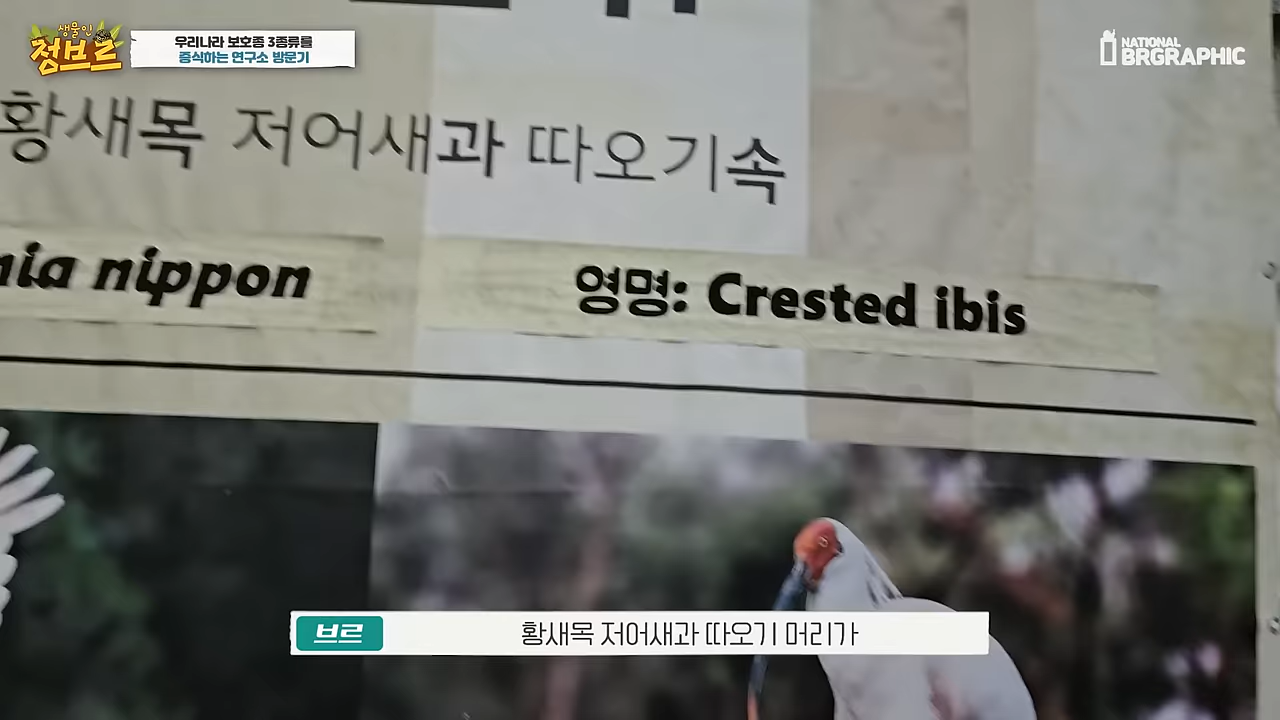 생물인
정브르
우리나라 보호종 3종류를
증식하는 연구소 방문기
NATIONAL
BRGRAPHIC
황새목 저어새과 따오기속
nia nippon
영명: Crested ibis
브르
황새목 저어새과 따오기 머리가